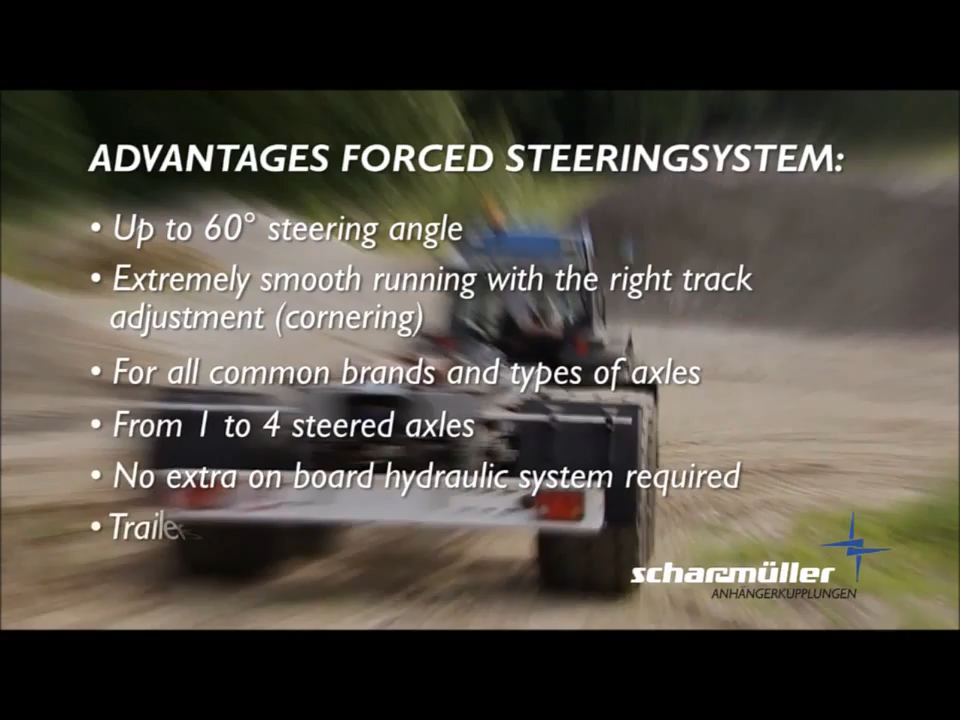 ADVANTAGES FORCED STEERINGSYSTEM:
• Up to 60° steering angle
• Extremely smooth running with the right track
adjustment (cornering)
• For all common brands and types of axles
• From 1 to 4 steered axles
• No extra on board hydraulic system required
• Traile
scharmüller
ANHÄNGERKUPPLUNGEN